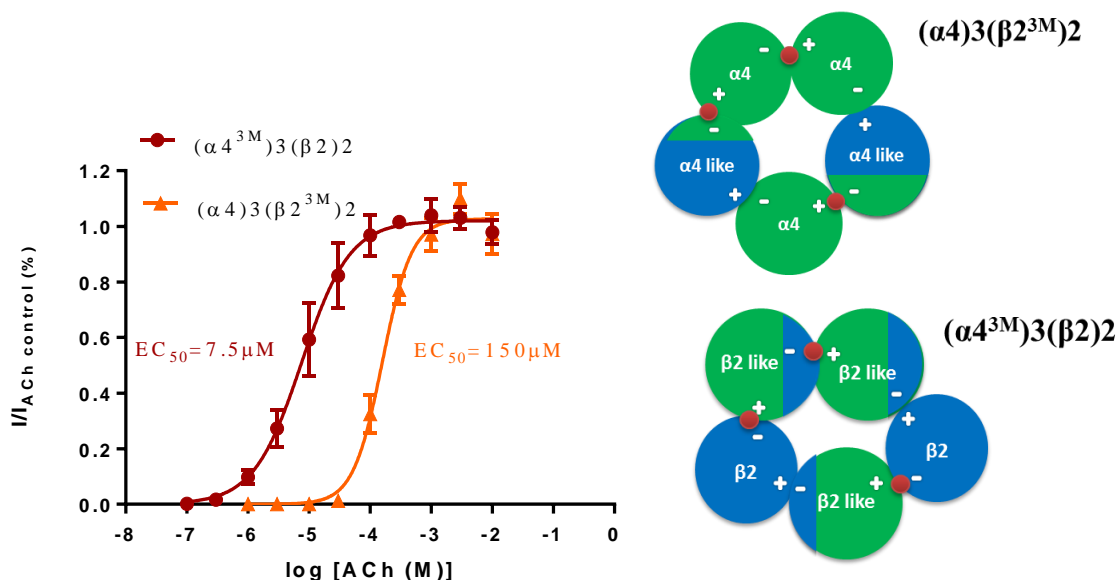 (α4³ᴹ)3(β2)2
(α4)3(β2³ᴹ)2
1.2
1.0
0.8
0.6
0.4
0.2
0.0
I/I_ACh control (%)
EC₅₀=7.5µM
EC₅₀=150µM
-8 -7 -6 -5 -4 -3 -2 -1 0
log [ACh (M)]
(α4)3(β2³ᴹ)2
- +
α4 α4
+ -
- +
α4 like α4 like
+ - + -
α4
(α4³ᴹ)3(β2)2
- +
β2 like β2 like
+ -
- +
β2 β2
+ - + -
β2 like